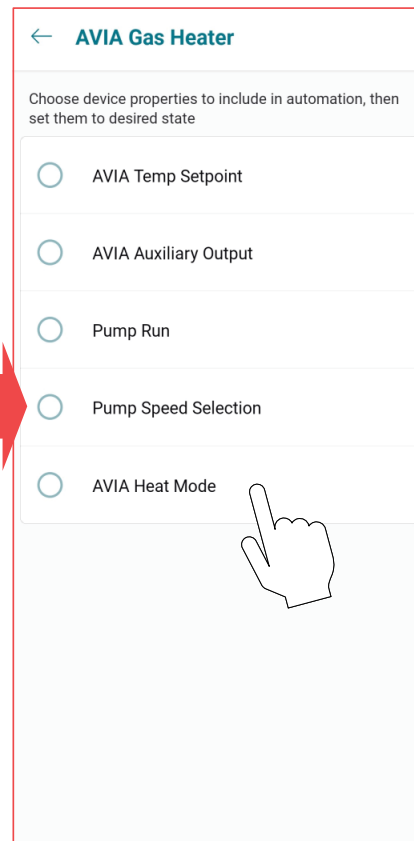 AVIA Gas Heater
Choose device properties to include in automation, then
set them to desired state
AVIA Temp Setpoint
AVIA Auxiliary Output
Pump Run
Pump Speed Selection
AVIA Heat Mode